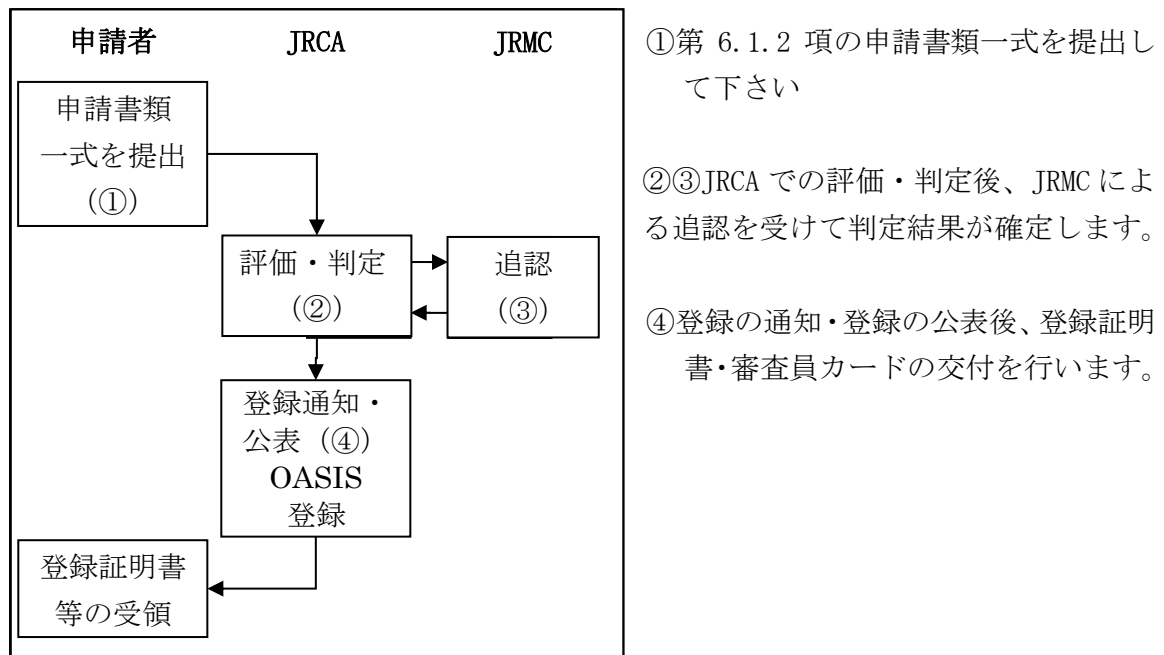 申請者 JRCA JRMC
申請書類
一式を提出
(①)
評価・判定
(②)
追認
(③)
登録通知・
公表 (④)
OASIS
登録
登録証明書
等の受領
①第 6.1.2 項の申請書類一式を提出し
て下さい
②③JRCA での評価・判定後、JRMC によ
る追認を受けて判定結果が確定します。
④登録の通知・登録の公表後、登録証明
書・審査員カードの交付を行います。